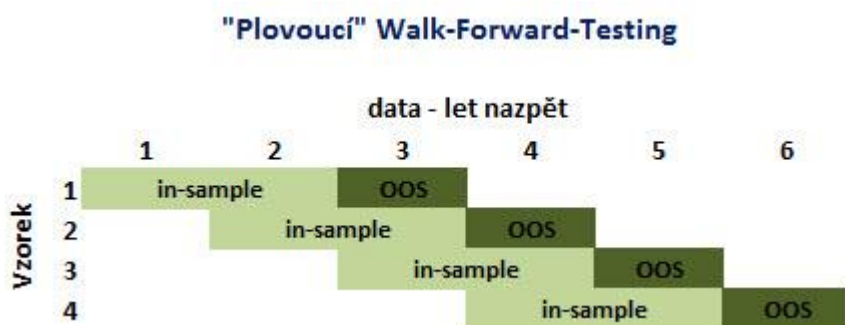 "Plovoucí" Walk-Forward-Testing
data - let nazpět
1 2 3 4 5 6
Vzorek
1 in-sample OOS
2 in-sample OOS
3 in-sample OOS
4 in-sample OOS